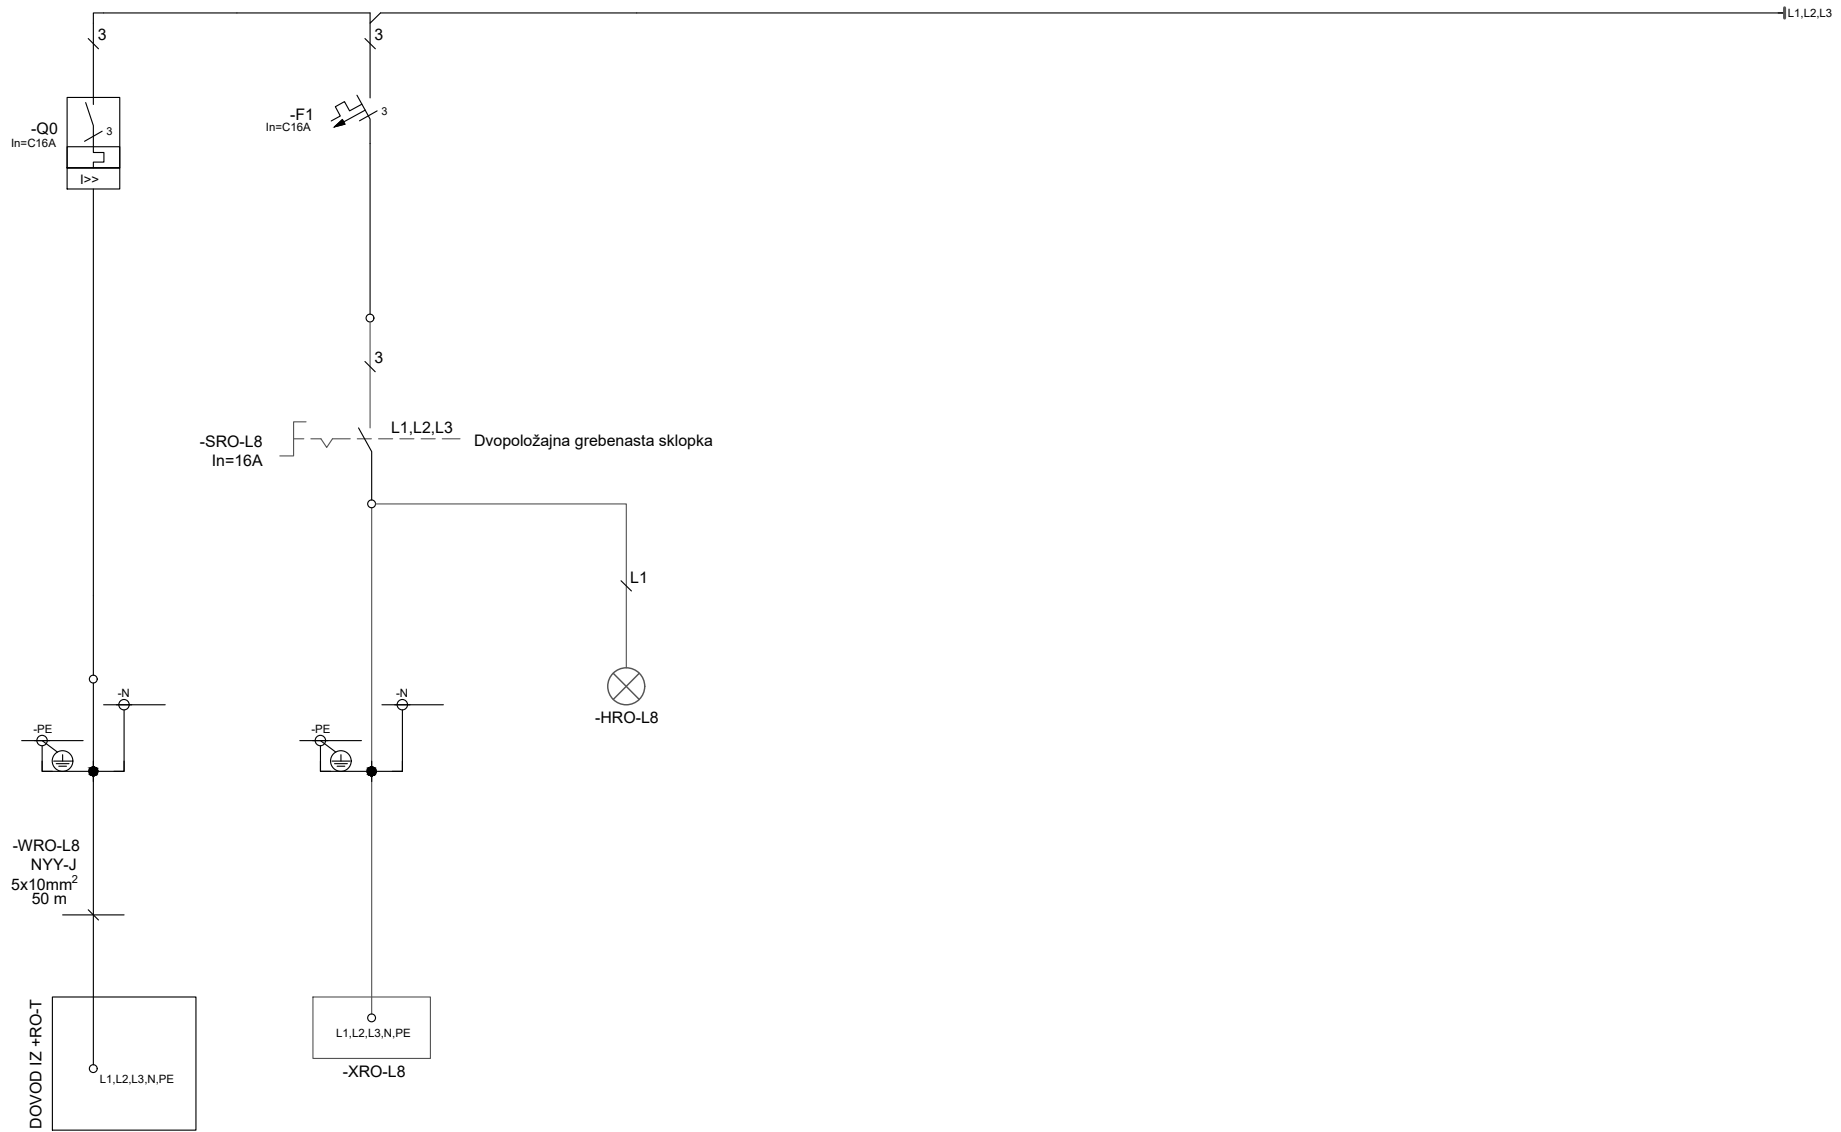 L1,L2,L3
3
3
-Q0
In=C16A
3
I>>
-F1
In=C16A
3
3
-SRO-L8
In=16A
L1,L2,L3
Dvopoložajna grebenasta sklopka
L1
-HRO-L8
-N
-PE
-N
-PE
-WRO-L8
NYY-J
5x10mm²
50 m
DOVOD IZ +RO-T
L1,L2,L3,N,PE
L1,L2,L3,N,PE
-XRO-L8